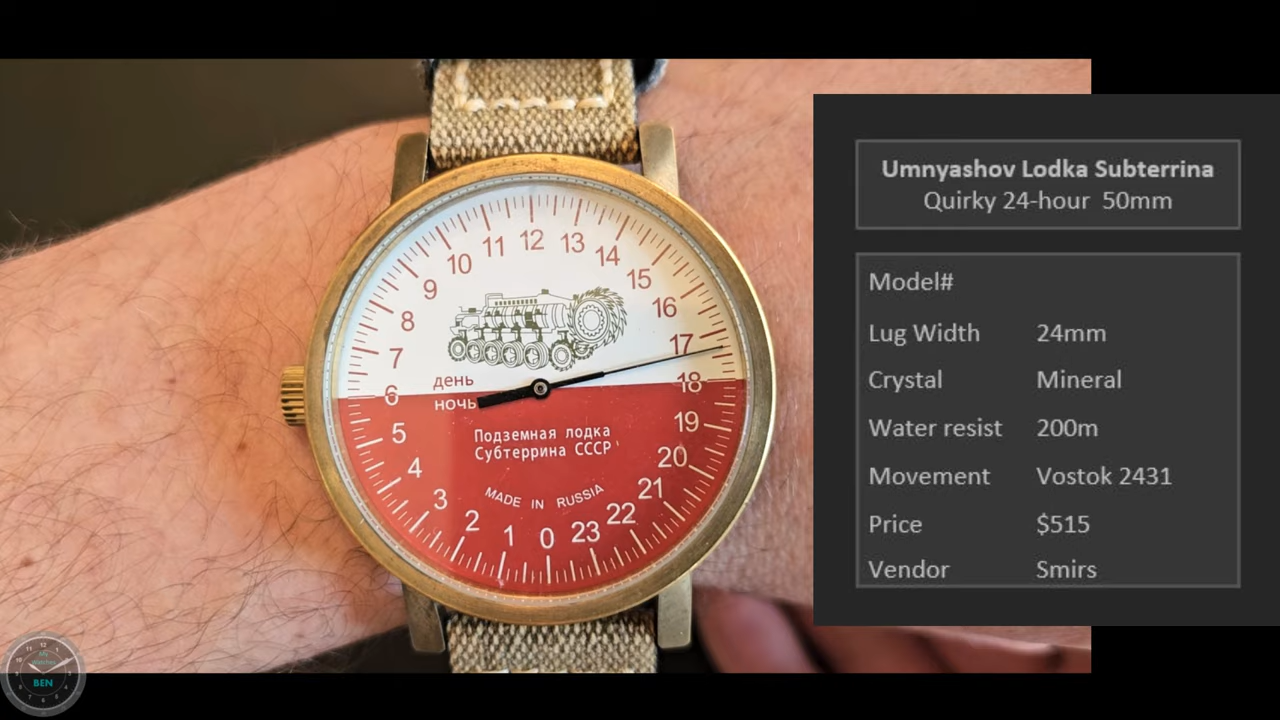 12
11
13
10
14
9
15
8
16
7
17
6
18
5
19
4
20
3
21
2
22
1
0
23
день
ночь
Подземная лодка
Субтеррина СССР
MADE IN RUSSIA
Umnyashov Lodka Subterrina
Quirky 24-hour 50mm
Model#
Lug Width 24mm
Crystal Mineral
Water resist 200m
Movement Vostok 2431
Price $515
Vendor Smirs
My
Watches
BEN